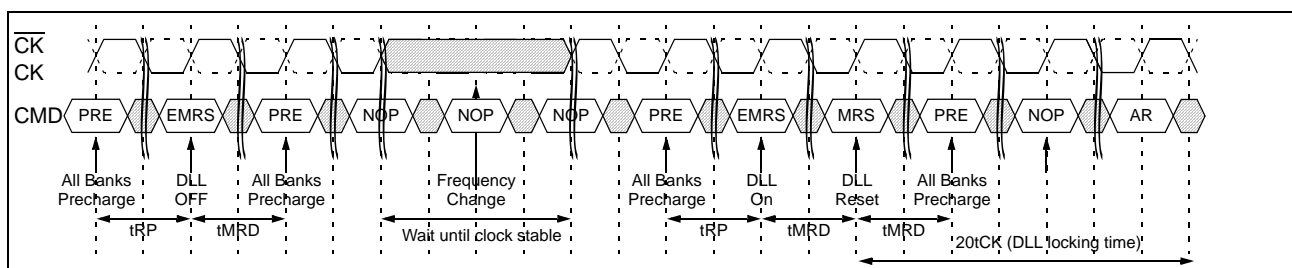 CK
CK
CMD PRE EMRS PRE NOP NOP NOP PRE EMRS MRS PRE NOP AR
All Banks DLL All Banks Frequency All Banks DLL DLL All Banks
Precharge OFF Precharge Change Precharge On Reset Precharge
tRP tMRD Wait until clock stable tRP tMRD tMRD 20tCK (DLL locking time)